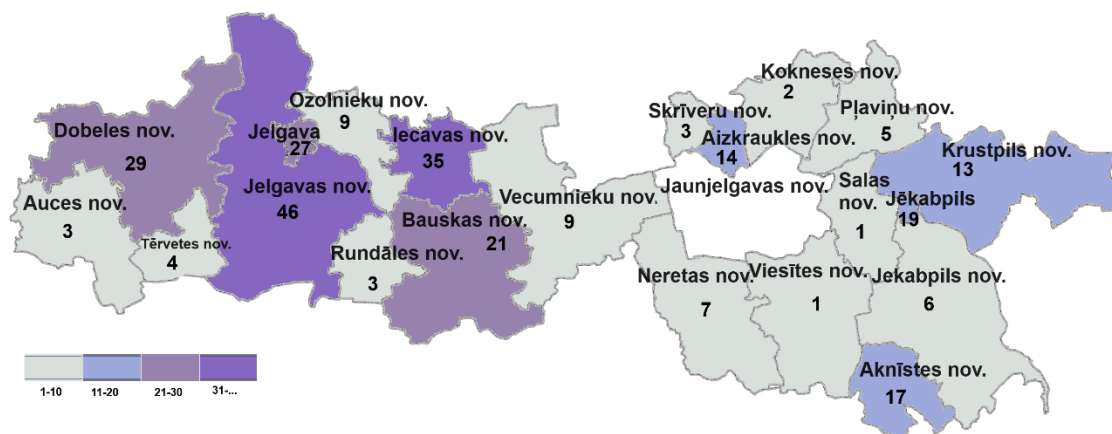 Kokneses nov.
2
Ozolnieku nov.
9
Skrīveru nov.
3
Pļaviņu nov.
5
Dobeles nov.
29
Jelgava
27
Iecavas nov.
35
Aizkraukles nov.
14
Krustpils nov.
13
Auces nov.
3
Jelgavas nov.
46
Vecumnieku nov.
9
Jaunjelgavas nov.
Salas
nov.
1
Jēkabpils
19
Tērvetes nov.
4
Bauskas nov.
21
Rundāles nov.
3
Neretas nov.
7
Viesītes nov.
1
Jekabpils nov.
6
Aknīstes nov.
17
1-10 11-20 21-30 31-...